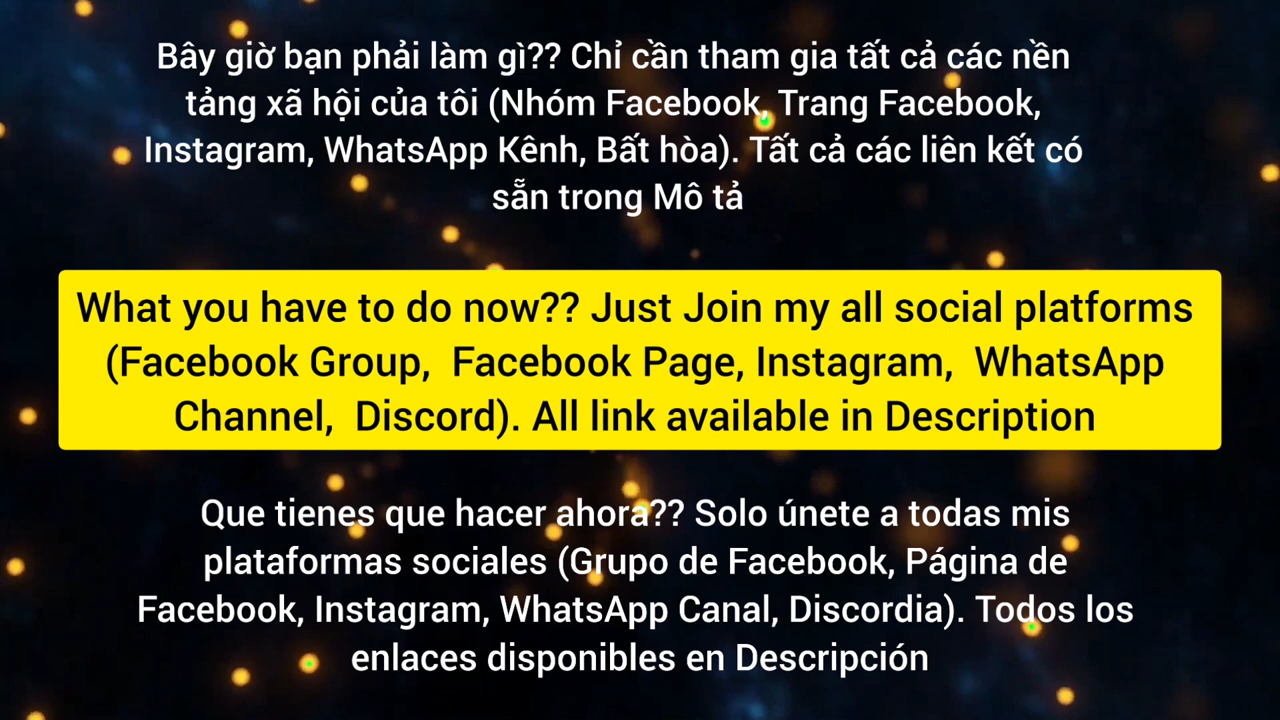 Bây giờ bạn phải làm gì?? Chỉ cần tham gia tất cả các nền
tảng xã hội của tôi (Nhóm Facebook, Trang Facebook,
Instagram, WhatsApp Kênh, Bất hòa). Tất cả các liên kết có
sẵn trong Mô tả
What you have to do now?? Just Join my all social platforms
(Facebook Group,  Facebook Page, Instagram,  WhatsApp
Channel,  Discord). All link available in Description
Que tienes que hacer ahora?? Solo únete a todas mis
plataformas sociales (Grupo de Facebook, Página de
Facebook, Instagram, WhatsApp Canal, Discordia). Todos los
enlaces disponibles en Descripción